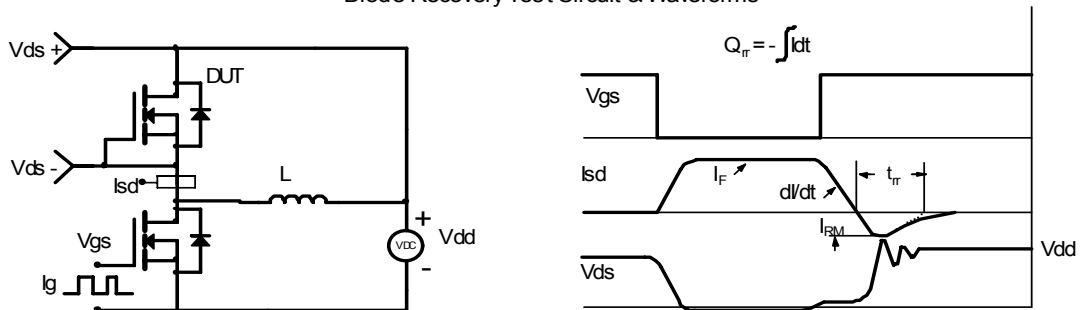 Diode Recovery Test Circuit & Waveforms
Vds +
DUT
Vds -
Isd
L
Vgs
Ig
VDC
+
Vdd
-
Qrr = - ∫Idt
Vgs
Isd
IF
dI/dt
trr
IRM
Vdd
Vds